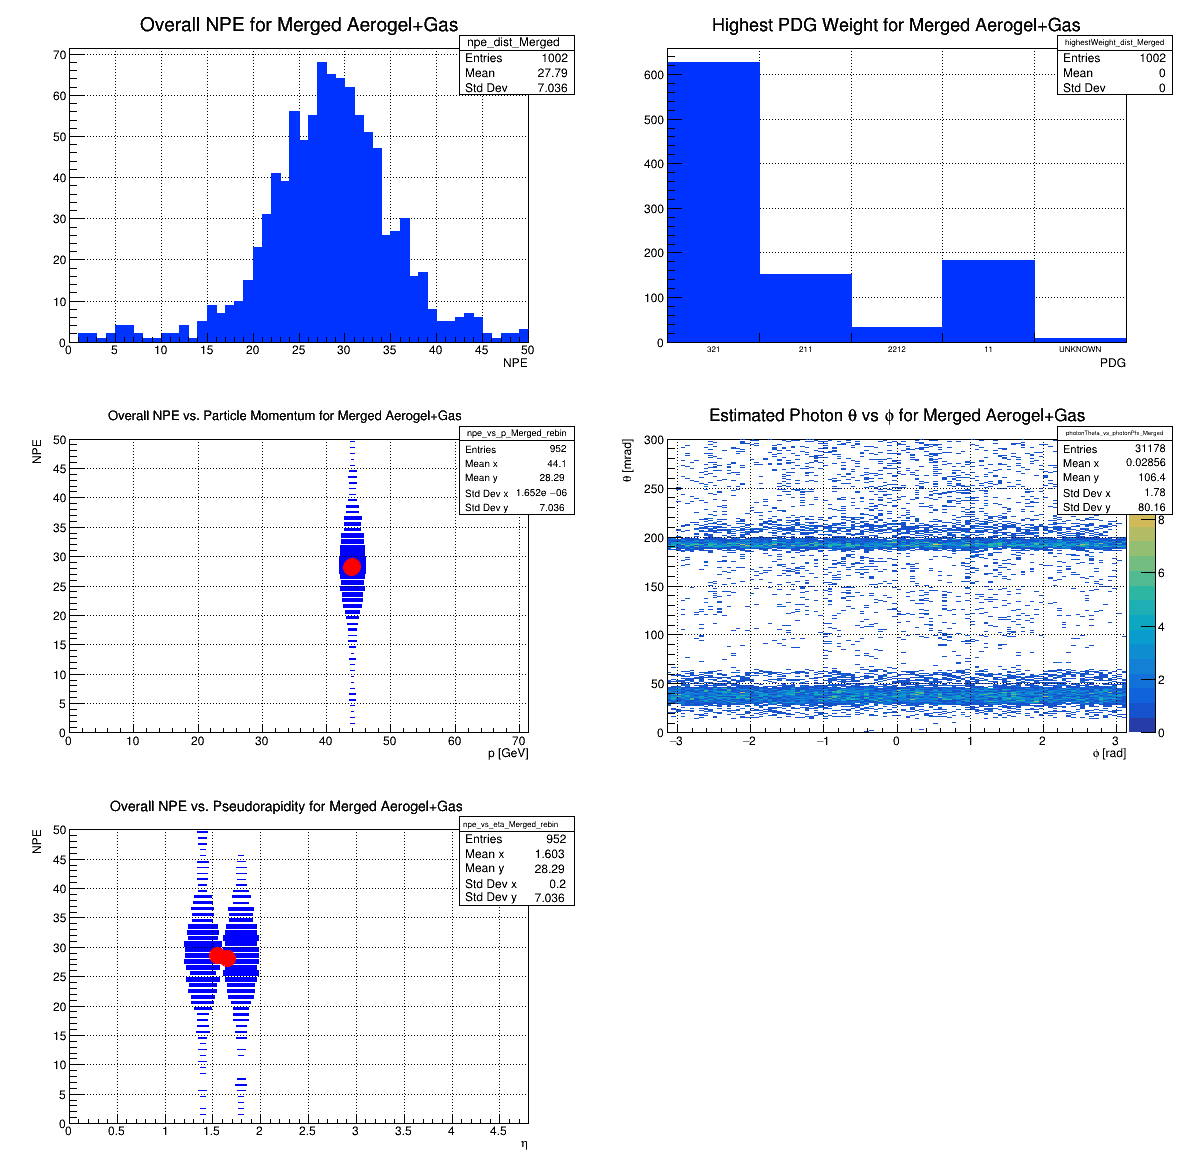 Overall NPE for Merged Aerogel+Gas
npe_dist_Merged
Entries 1002
Mean 27.79
Std Dev 7.036
70
60
50
40
30
20
10
0
0 5 10 15 20 25 30 35 40 45 50
NPE
Highest PDG Weight for Merged Aerogel+Gas
highestWeight_dist_Merged
Entries 1002
Mean 0
Std Dev 0
600
500
400
300
200
100
0
321 211 2212 11 UNKNOWN
PDG
Overall NPE vs. Particle Momentum for Merged Aerogel+Gas
npe_vs_p_Merged_rebin
Entries 952
Mean x 44.1
Mean y 28.29
Std Dev x 1.652e −06
Std Dev y 7.036
NPE
50
45
40
35
30
25
20
15
10
5
0
0 10 20 30 40 50 60 70
p [GeV]
Estimated Photon θ vs ϕ for Merged Aerogel+Gas
photonTheta_vs_photonPhi_Merged
Entries 31178
Mean x 0.02856
Mean y 106.4
Std Dev x 1.78
Std Dev y 80.16
θ [mrad]
300
250
200
150
100
50
0
−3 −2 −1 0 1 2 3
ϕ [rad]
8
6
4
2
0
Overall NPE vs. Pseudorapidity for Merged Aerogel+Gas
npe_vs_eta_Merged_rebin
Entries 952
Mean x 1.603
Mean y 28.29
Std Dev x 0.2
Std Dev y 7.036
NPE
50
45
40
35
30
25
20
15
10
5
0
0 0.5 1 1.5 2 2.5 3 3.5 4 4.5
η